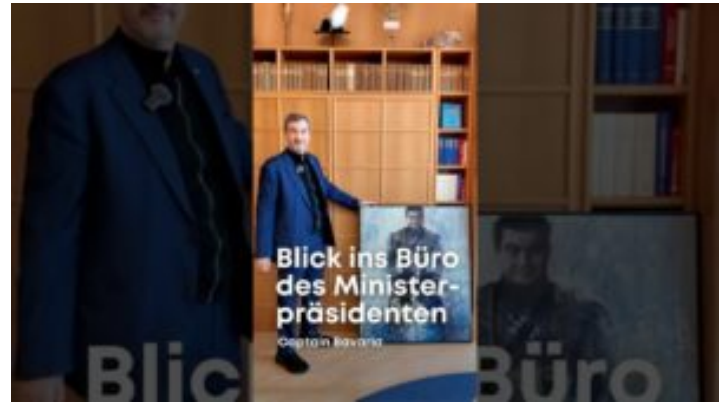 Blick ins Büro
des Minister-
präsidenten
Captain Bavaria
Blic
Büro